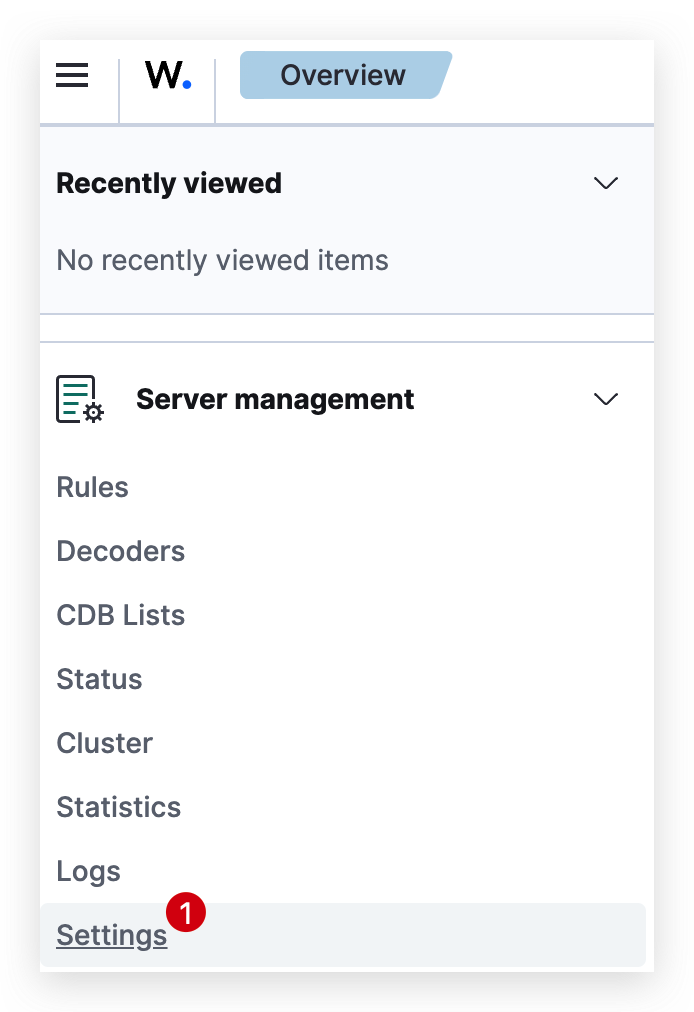 W.
Overview
Recently viewed
No recently viewed items
Server management
Rules
Decoders
CDB Lists
Status
Cluster
Statistics
Logs
Settings
1